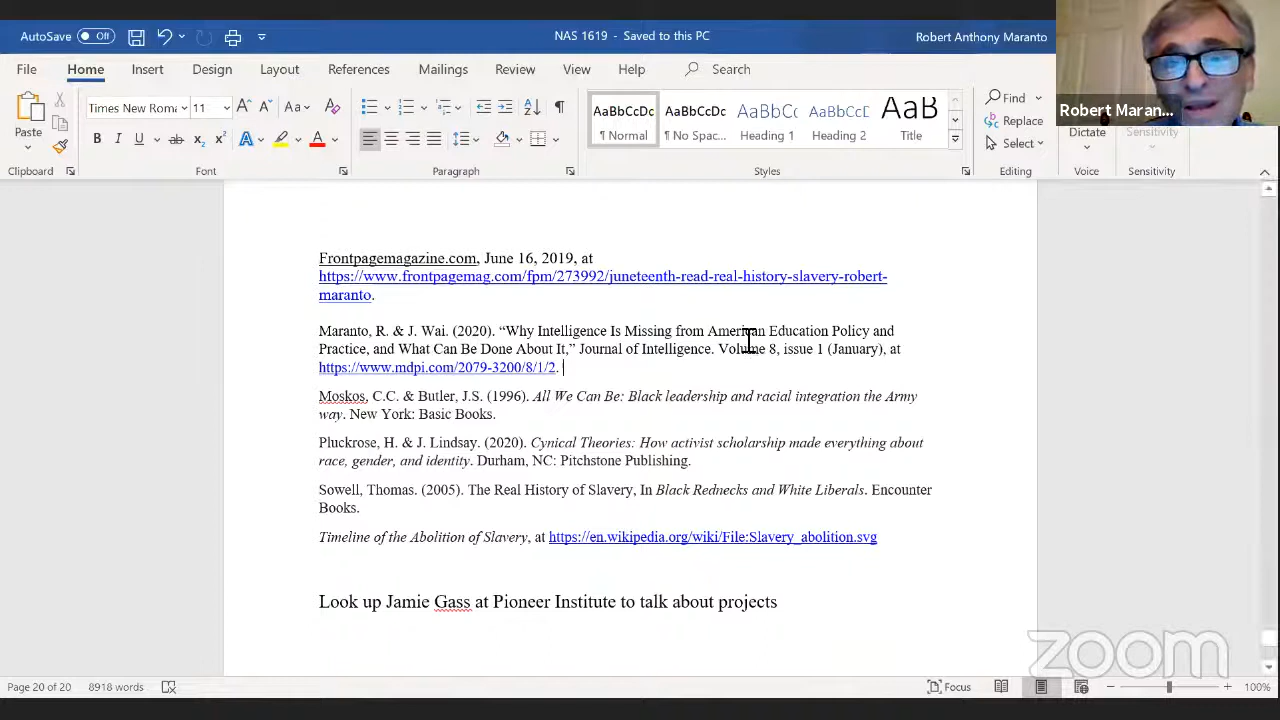 AutoSave Off NAS 1619 - Saved to this PC Robert Anthony Maranto
File Home Insert Design Layout References Mailings Review View Help Search
Robert Maran...
Paste
Times New Roma 11 Aa
B I U ab x₂ x² A A
AaBbCcDc AaBbCcDc AaBbCc AaBbCcD AaB
¶ Normal ¶ No Spac... Heading 1 Heading 2 Title
Find
Replace
Select
Dictate
Sensitivity
Clipboard Font Paragraph Styles Editing Voice Sensitivity
Frontpagemagazine.com, June 16, 2019, at
https://www.frontpagemag.com/fpm/273992/juneteenth-read-real-history-slavery-robert-
maranto.
Maranto, R. & J. Wai. (2020). “Why Intelligence Is Missing from American Education Policy and
Practice, and What Can Be Done About It,” Journal of Intelligence. Volume 8, issue 1 (January), at
https://www.mdpi.com/2079-3200/8/1/2.
Moskos, C.C. & Butler, J.S. (1996). All We Can Be: Black leadership and racial integration the Army
way. New York: Basic Books.
Pluckrose, H. & J. Lindsay. (2020). Cynical Theories: How activist scholarship made everything about
race, gender, and identity. Durham, NC: Pitchstone Publishing.
Sowell, Thomas. (2005). The Real History of Slavery, In Black Rednecks and White Liberals. Encounter
Books.
Timeline of the Abolition of Slavery, at https://en.wikipedia.org/wiki/File:Slavery_abolition.svg
Look up Jamie Gass at Pioneer Institute to talk about projects
zoom
Page 20 of 20 8918 words Focus 100%